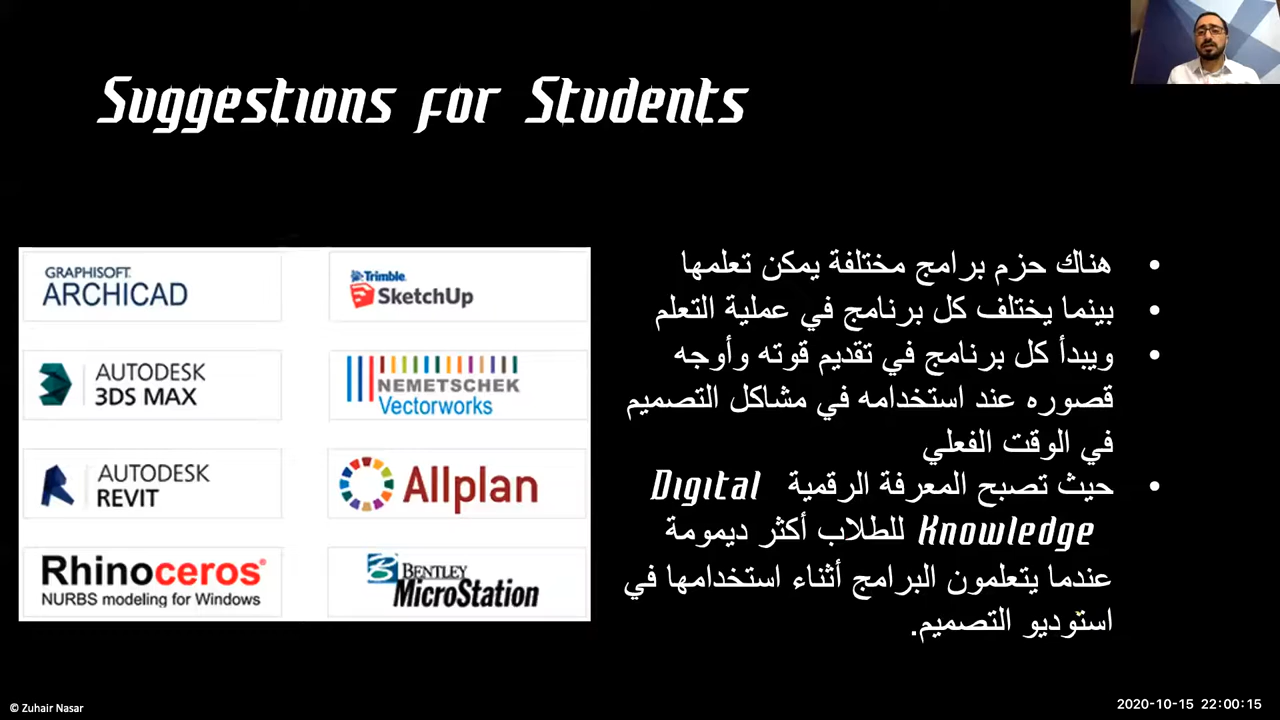 Suggestions for Students
GRAPHISOFT
ARCHICAD
Trimble
SketchUp
AUTODESK
3DS MAX
NEMETSCHEK
Vectorworks
AUTODESK
REVIT
Allplan
Rhinoceros®
NURBS modeling for Windows
BENTLEY
MicroStation
• هناك حزم برامج مختلفة يمكن تعلمها
• بينما يختلف كل برنامج في عملية التعلم
• ويبدأ كل برنامج في تقديم قوته وأوجه
قصوره عند استخدامه في مشاكل التصميم
في الوقت الفعلي
• حيث تصبح المعرفة الرقمية Digital
Knowledge للطلاب أكثر ديمومة
عندما يتعلمون البرامج أثناء استخدامها في
استوديو التصميم.
© Zuhair Nasar
2020-10-15 22:00:15